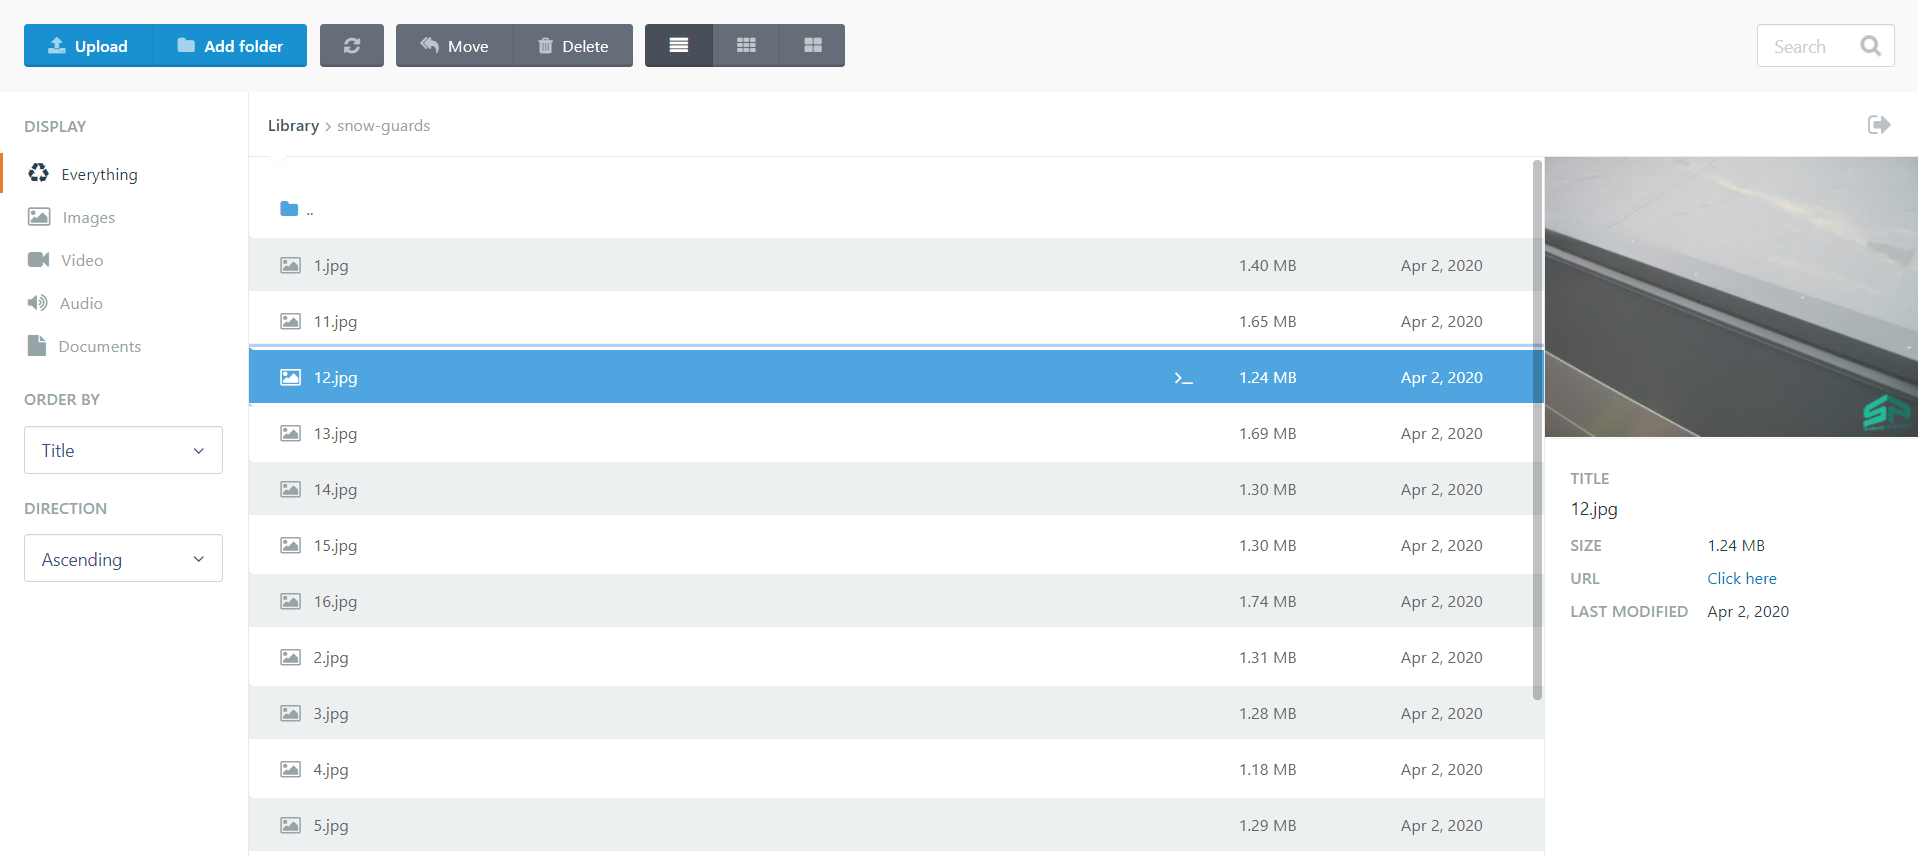 Upload Add folder Move Delete Search
DISPLAY
Everything
Images
Video
Audio
Documents
ORDER BY
Title
DIRECTION
Ascending
Library > snow-guards
..
1.jpg 1.40 MB Apr 2, 2020
11.jpg 1.65 MB Apr 2, 2020
12.jpg >_ 1.24 MB Apr 2, 2020
13.jpg 1.69 MB Apr 2, 2020
14.jpg 1.30 MB Apr 2, 2020
15.jpg 1.30 MB Apr 2, 2020
16.jpg 1.74 MB Apr 2, 2020
2.jpg 1.31 MB Apr 2, 2020
3.jpg 1.28 MB Apr 2, 2020
4.jpg 1.18 MB Apr 2, 2020
5.jpg 1.29 MB Apr 2, 2020
TITLE
12.jpg
SIZE 1.24 MB
URL Click here
LAST MODIFIED Apr 2, 2020